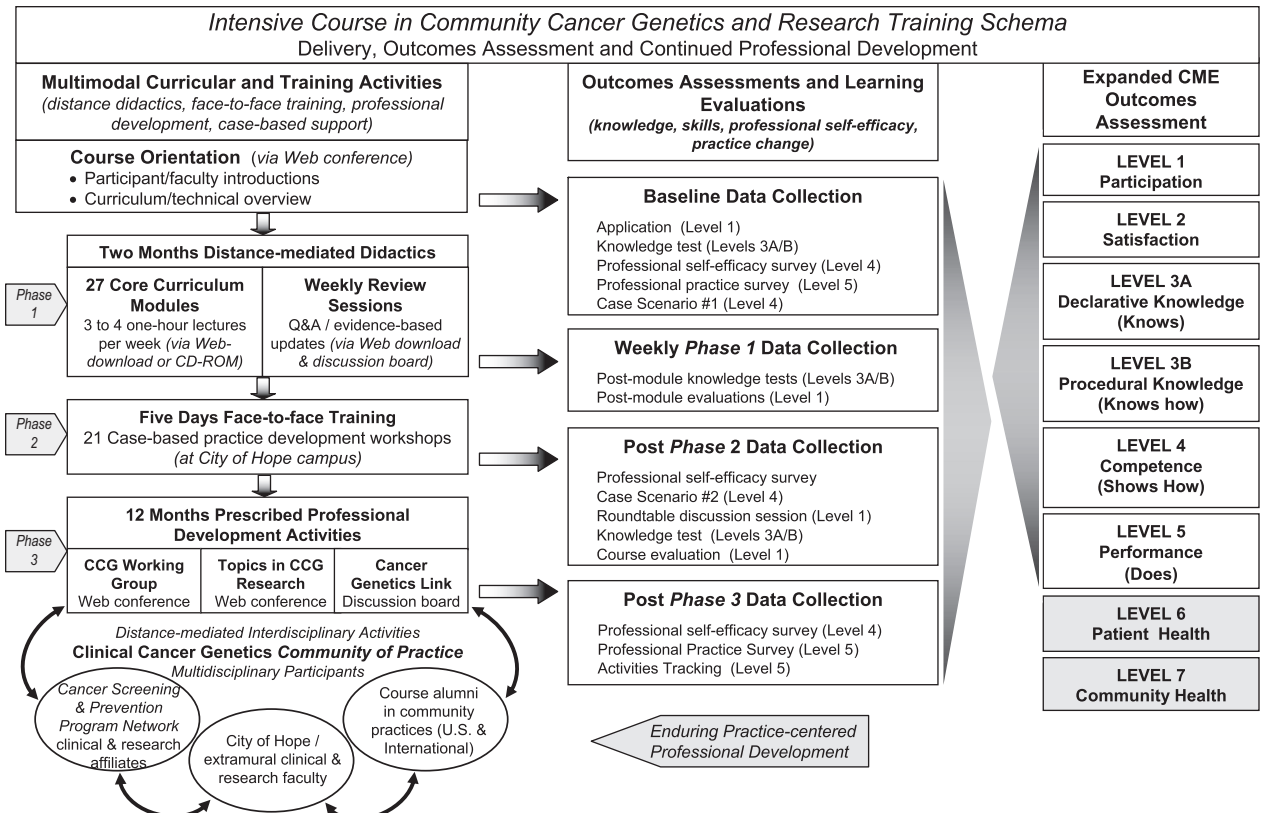 Intensive Course in Community Cancer Genetics and Research Training Schema
Delivery, Outcomes Assessment and Continued Professional Development
Multimodal Curricular and Training Activities
(distance didactics, face-to-face training, professional
development, case-based support)
Course Orientation (via Web conference)
• Participant/faculty introductions
• Curriculum/technical overview
Phase
1
Two Months Distance-mediated Didactics
27 Core Curriculum
Modules
3 to 4 one-hour lectures
per week (via Web-
download or CD-ROM)
Weekly Review
Sessions
Q&A / evidence-based
updates (via Web download
& discussion board)
Phase
2
Five Days Face-to-face Training
21 Case-based practice development workshops
(at City of Hope campus)
Phase
3
12 Months Prescribed Professional
Development Activities
CCG Working
Group
Web conference
Topics in CCG
Research
Web conference
Cancer
Genetics Link
Discussion board
Distance-mediated Interdisciplinary Activities
Clinical Cancer Genetics Community of Practice
Multidisciplinary Participants
Cancer Screening
& Prevention
Program Network
clinical & research
affiliates
City of Hope /
extramural clinical &
research faculty
Course alumni
in community
practices (U.S. &
International)
Outcomes Assessments and Learning
Evaluations
(knowledge, skills, professional self-efficacy,
practice change)
Baseline Data Collection
Application (Level 1)
Knowledge test (Levels 3A/B)
Professional self-efficacy survey (Level 4)
Professional practice survey (Level 5)
Case Scenario #1 (Level 4)
Weekly Phase 1 Data Collection
Post-module knowledge tests (Levels 3A/B)
Post-module evaluations (Level 1)
Post Phase 2 Data Collection
Professional self-efficacy survey
Case Scenario #2 (Level 4)
Roundtable discussion session (Level 1)
Knowledge test (Levels 3A/B)
Course evaluation (Level 1)
Post Phase 3 Data Collection
Professional self-efficacy survey (Level 4)
Professional Practice Survey (Level 5)
Activities Tracking (Level 5)
Enduring Practice-centered
Professional Development
Expanded CME
Outcomes
Assessment
LEVEL 1
Participation
LEVEL 2
Satisfaction
LEVEL 3A
Declarative Knowledge
(Knows)
LEVEL 3B
Procedural Knowledge
(Knows how)
LEVEL 4
Competence
(Shows How)
LEVEL 5
Performance
(Does)
LEVEL 6
Patient Health
LEVEL 7
Community Health